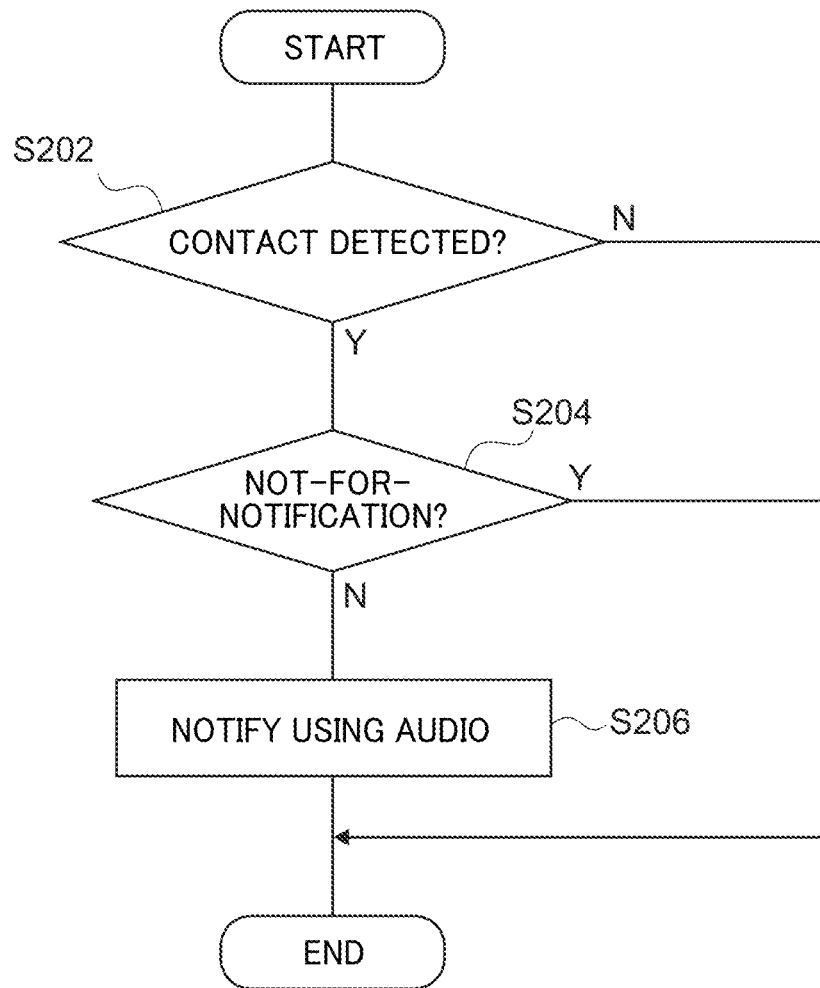 START
S202
CONTACT DETECTED?
N
Y
S204
NOT-FOR-
NOTIFICATION?
Y
N
NOTIFY USING AUDIO
S206
END